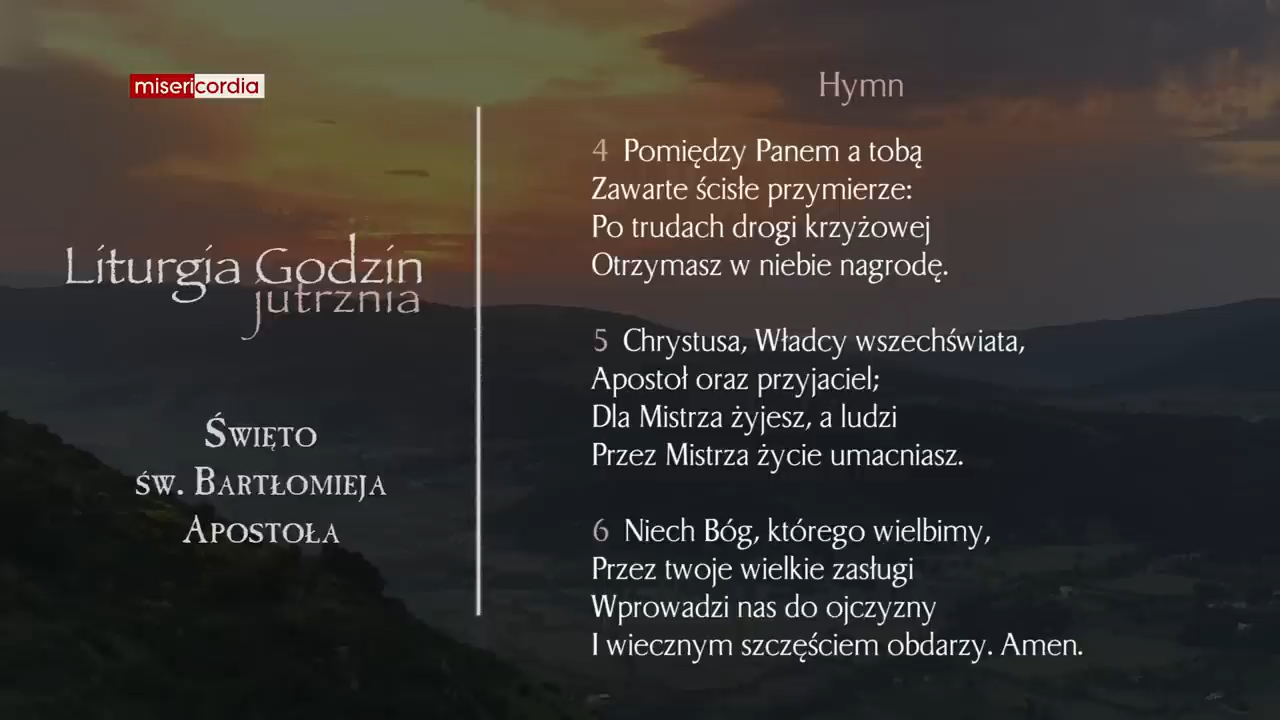 misericordia
Liturgia Godzin
jutrznia
Święto
św. Bartłomieja
Apostoła
Hymn
4 Pomiędzy Panem a tobą
Zawarte ścisłe przymierze:
Po trudach drogi krzyżowej
Otrzymasz w niebie nagrodę.
5 Chrystusa, Władcy wszechświata,
Apostoł oraz przyjaciel;
Dla Mistrza żyjesz, a ludzi
Przez Mistrza życie umacniasz.
6 Niech Bóg, którego wielbimy,
Przez twoje wielkie zasługi
Wprowadzi nas do ojczyzny
I wiecznym szczęściem obdarzy. Amen.